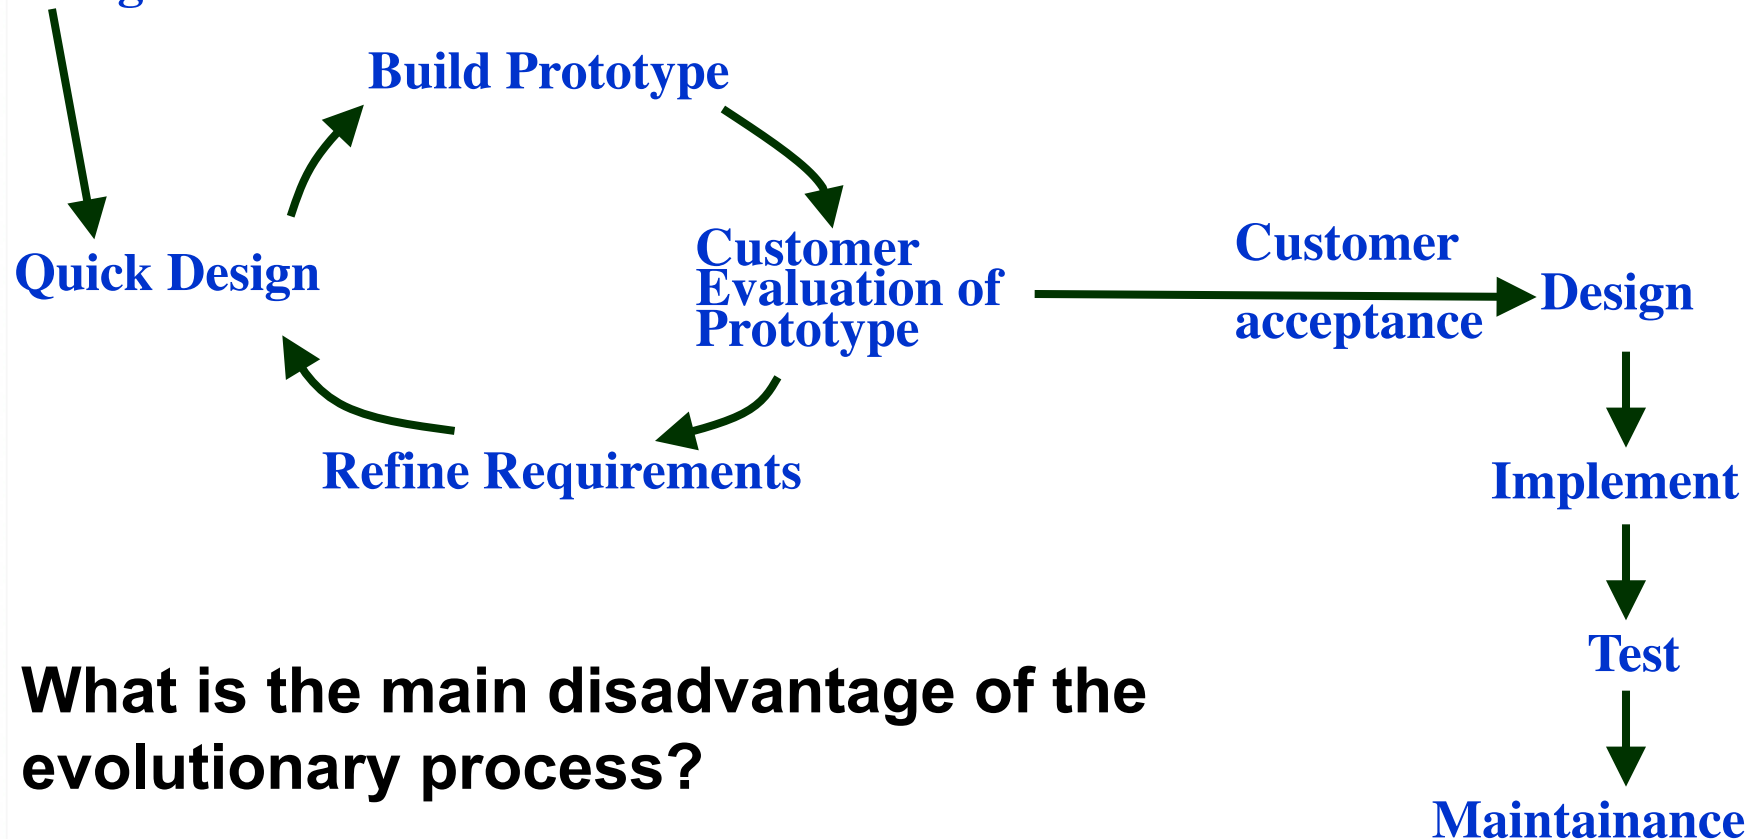 Build Prototype
Quick Design
Customer
Evaluation of
Prototype
Customer
acceptance
Design
Refine Requirements
Implement
Test
Maintainance
What is the main disadvantage of the
evolutionary process?